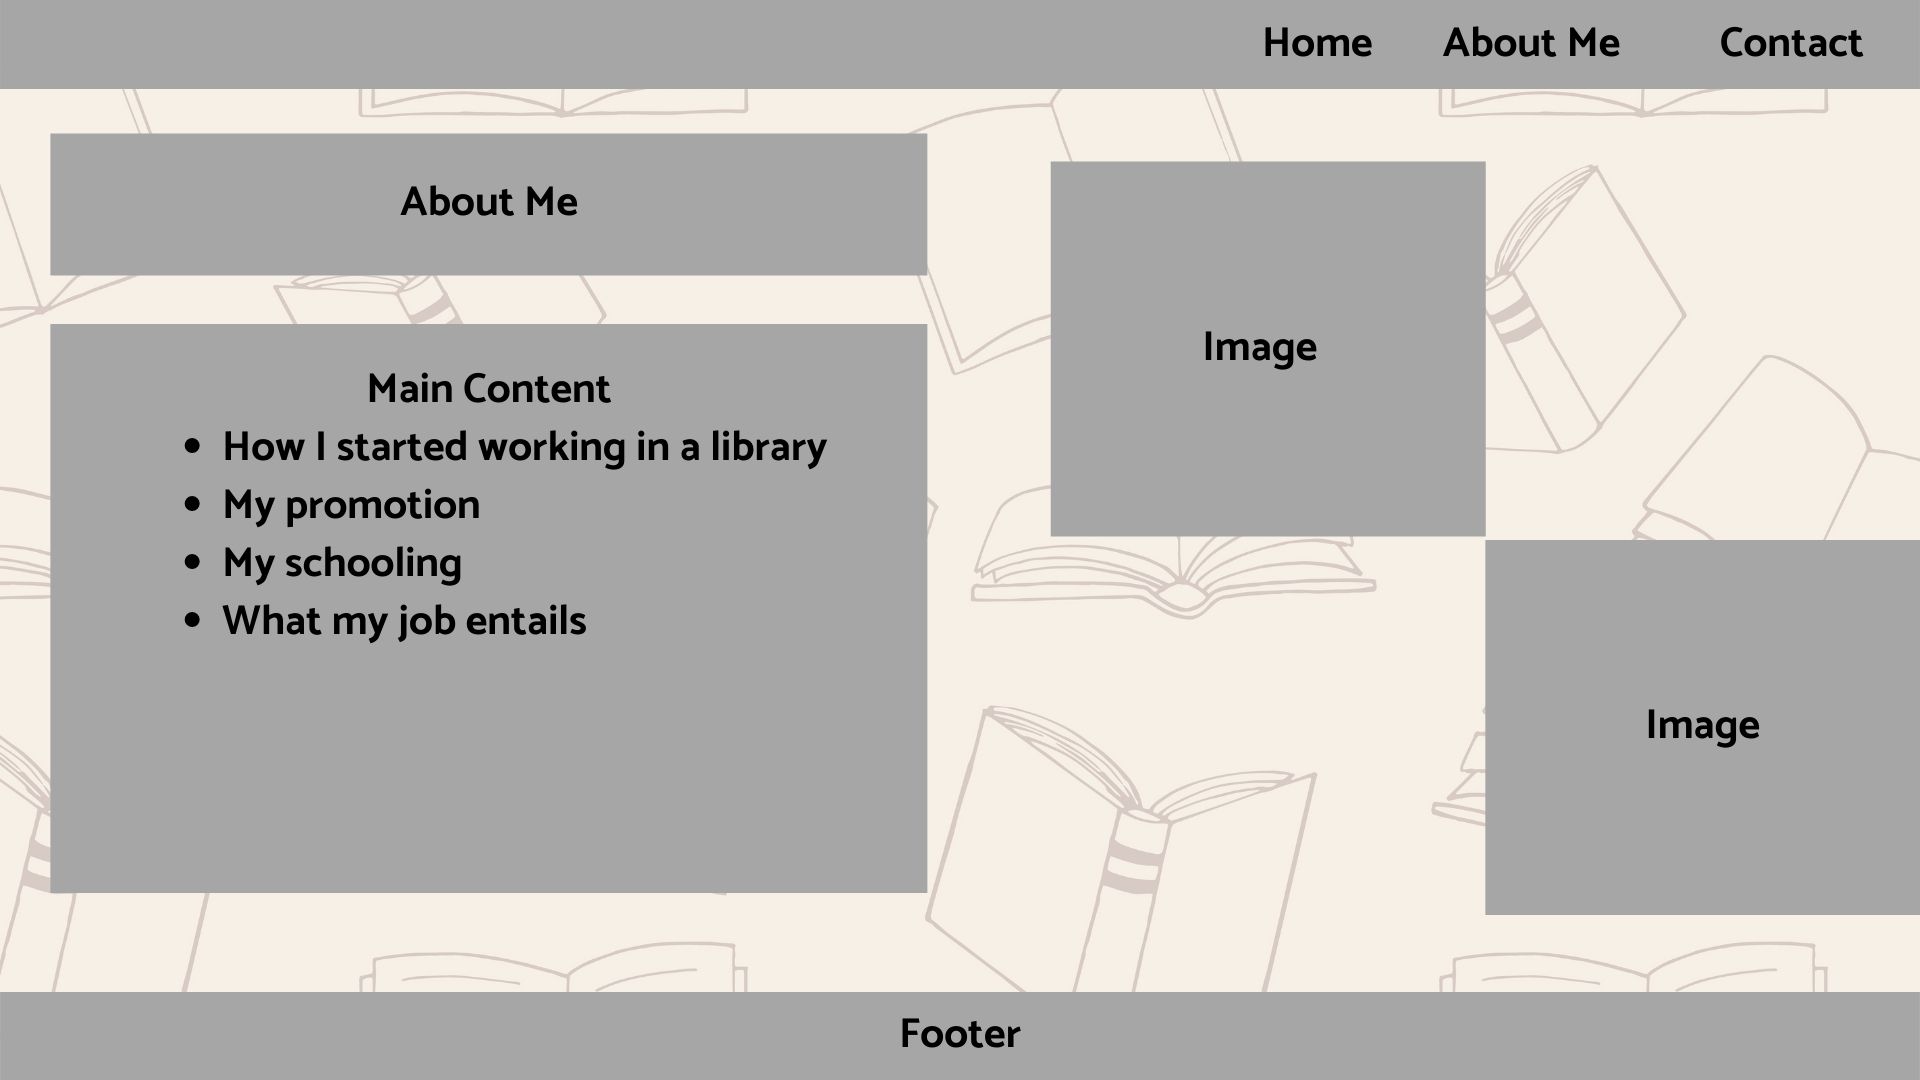 Home About Me Contact
About Me
Image
Main Content
• How I started working in a library
• My promotion
• My schooling
• What my job entails
Image
Footer